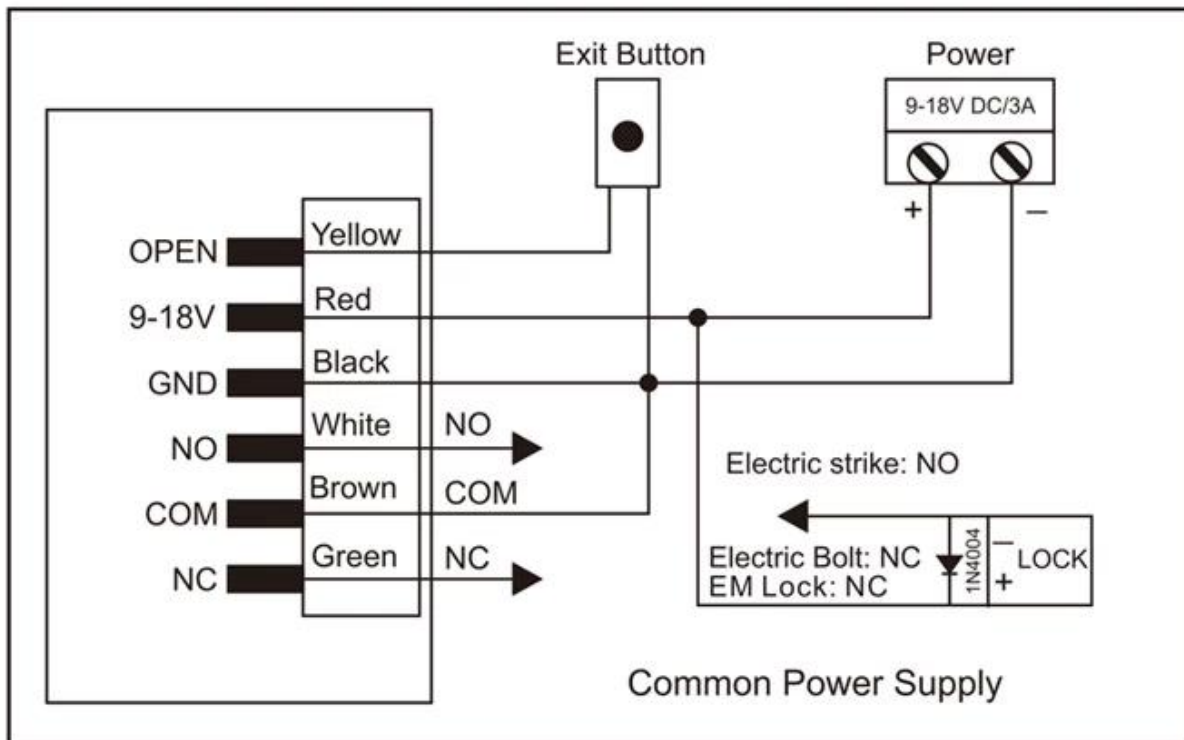 Exit Button
Power
9-18V DC/3A
+
—
OPEN
Yellow
9-18V
Red
GND
Black
NO
White
NO
COM
Brown
COM
NC
Green
NC
Electric strike: NO
Electric Bolt: NC
EM Lock: NC
1N4004
—
+
LOCK
Common Power Supply